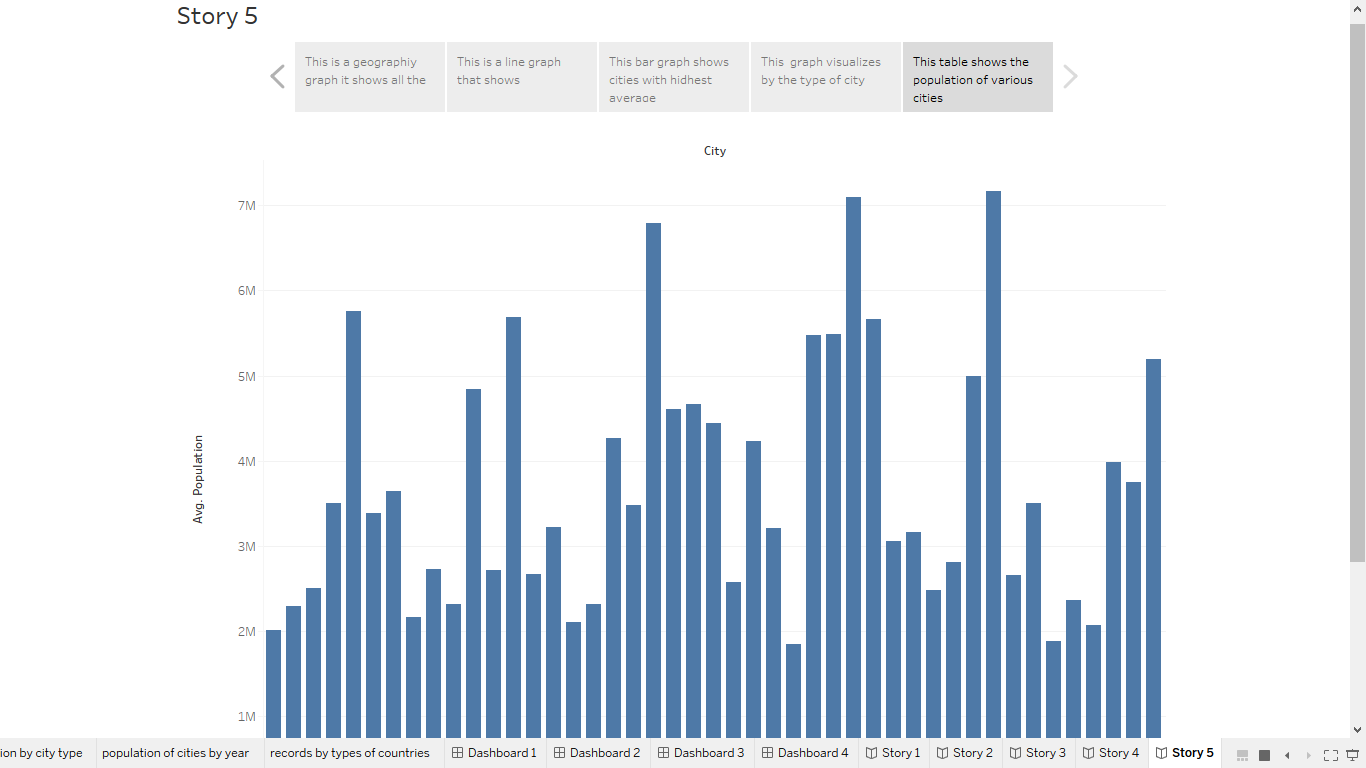 Story 5
This is a geographiy
graph it shows all the
This is a line graph
that shows
This bar graph shows
cities with hidhest
average
This  graph visualizes
by the type of city
This table shows the
population of various
cities
City
7M
6M
5M
4M
3M
2M
1M
Avg. Population
ion by city type
population of cities by year
records by types of countries
Dashboard 1
Dashboard 2
Dashboard 3
Dashboard 4
Story 1
Story 2
Story 3
Story 4
Story 5